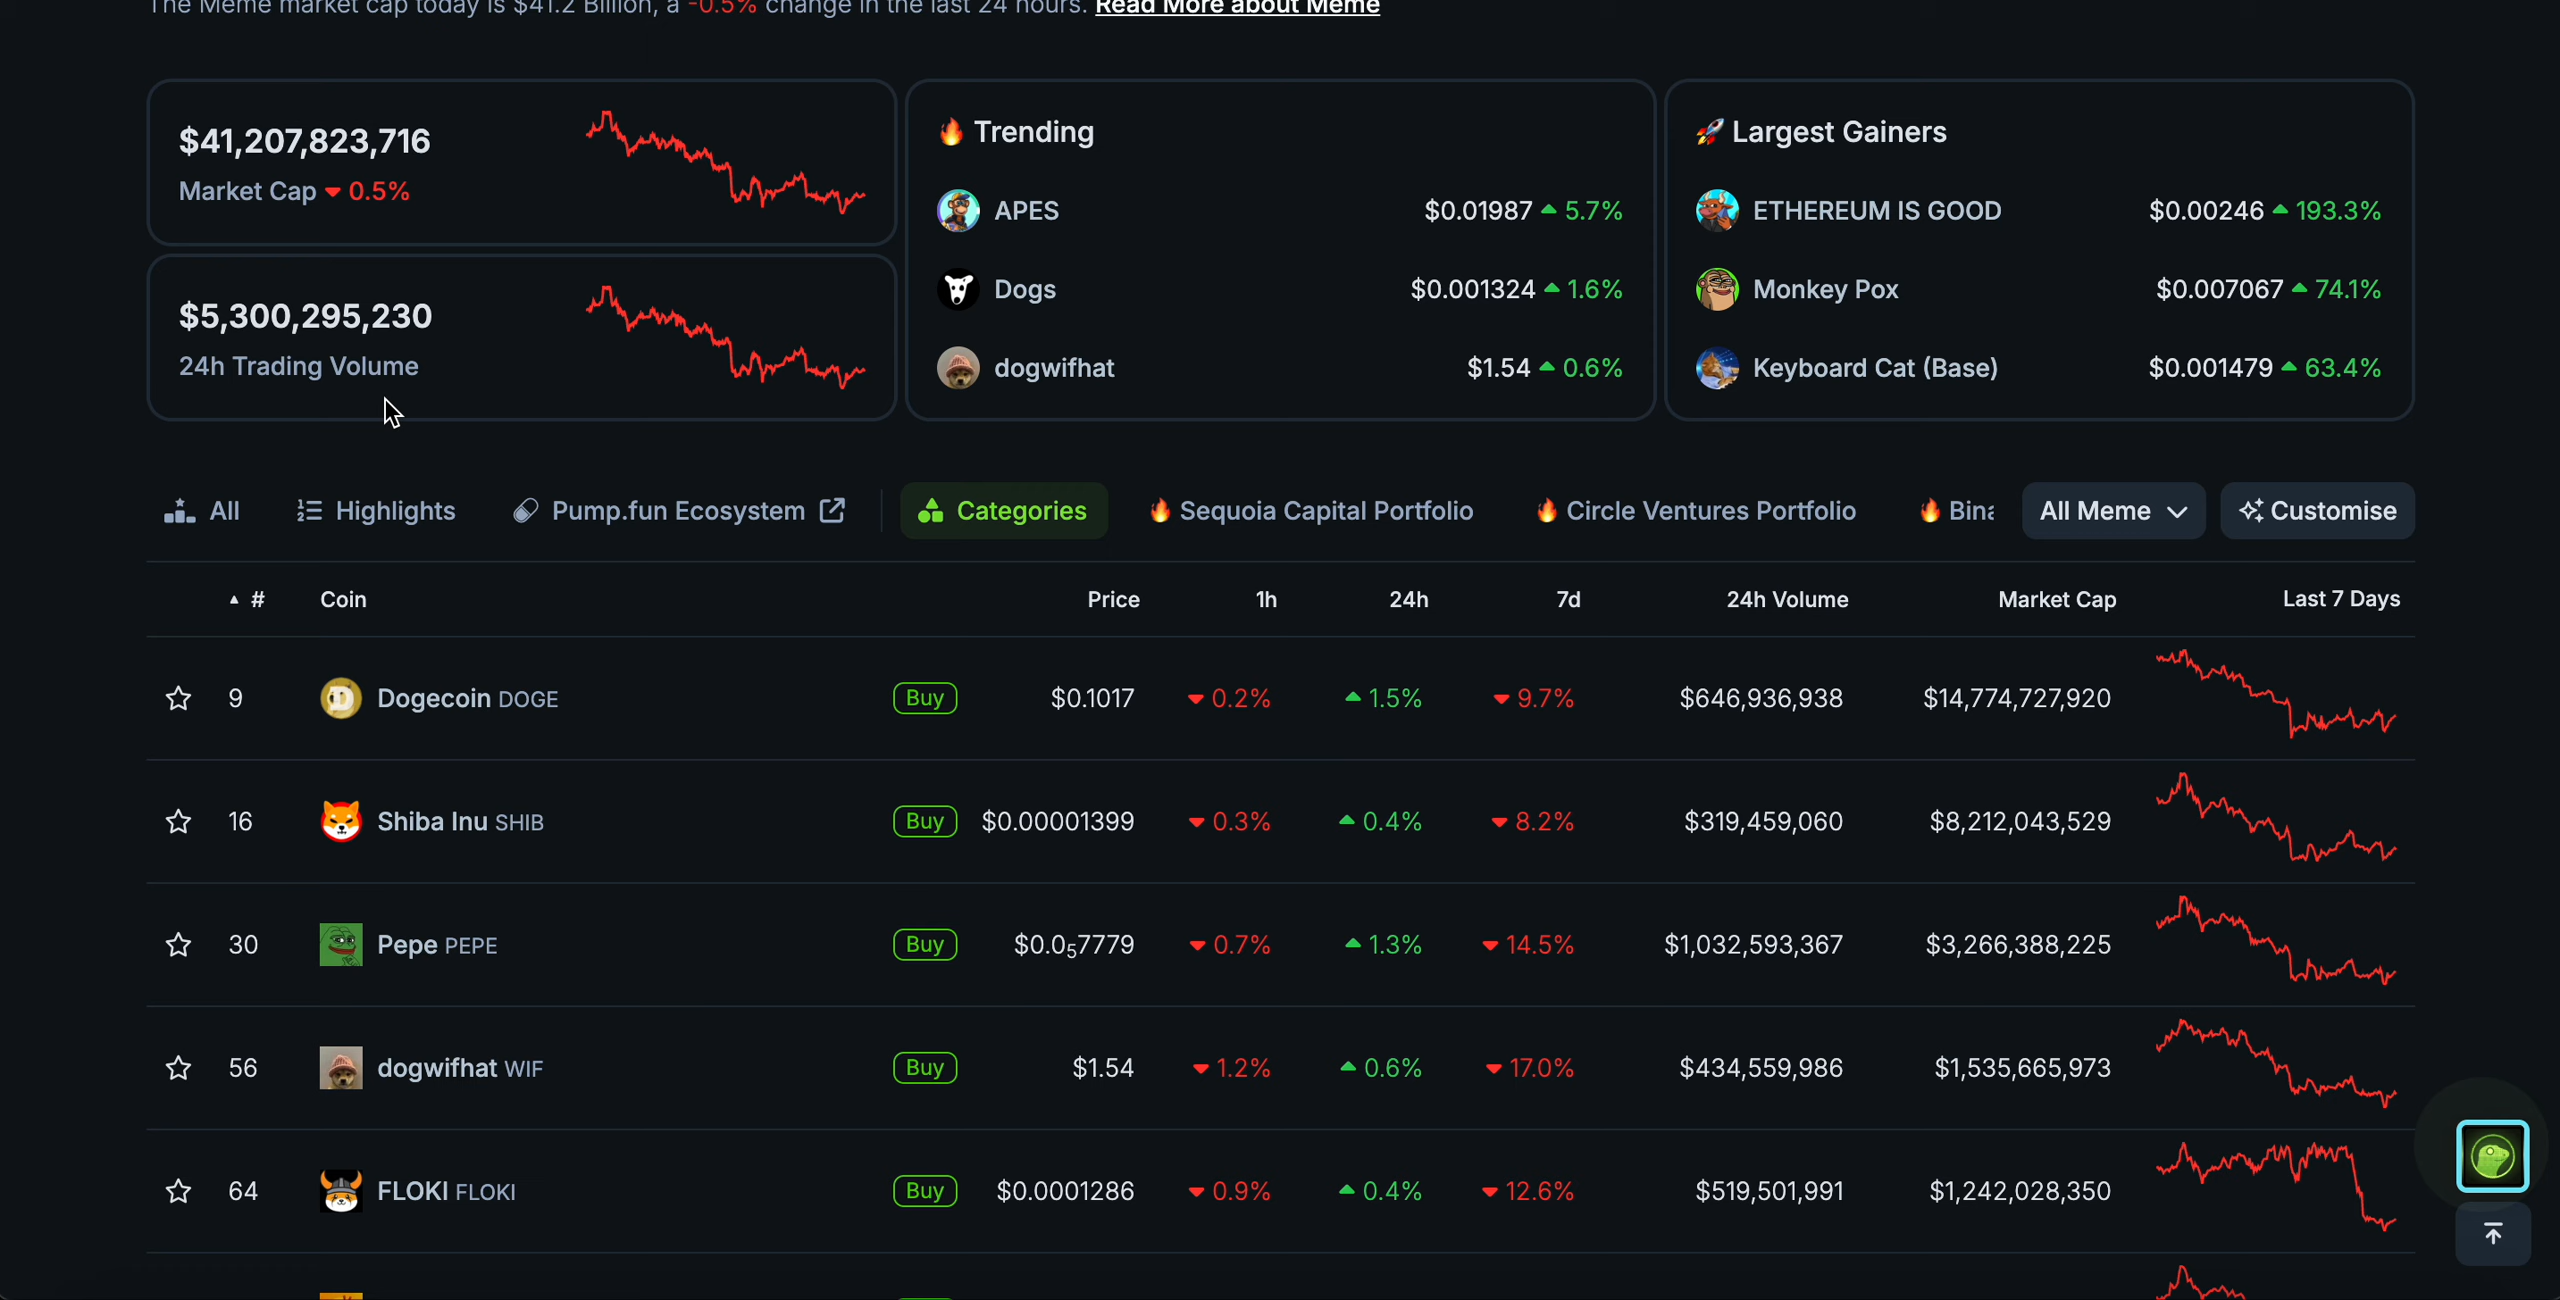 The Meme market cap today is $41.2 Billion, a -0.5% change in the last 24 hours. Read More about Meme
$41,207,823,716
Market Cap 0.5%
$5,300,295,230
24h Trading Volume
🔥 Trending
APES $0.01987 5.7%
Dogs $0.001324 1.6%
dogwifhat $1.54 0.6%
🚀 Largest Gainers
ETHEREUM IS GOOD $0.00246 193.3%
Monkey Pox $0.007067 74.1%
Keyboard Cat (Base) $0.001479 63.4%
All Highlights Pump.fun Ecosystem Categories 🔥 Sequoia Capital Portfolio 🔥 Circle Ventures Portfolio 🔥 Bina All Meme Customise
# Coin Price 1h 24h 7d 24h Volume Market Cap Last 7 Days
9 Dogecoin DOGE Buy $0.1017 0.2% 1.5% 9.7% $646,936,938 $14,774,727,920
16 Shiba Inu SHIB Buy $0.00001399 0.3% 0.4% 8.2% $319,459,060 $8,212,043,529
30 Pepe PEPE Buy $0.0₅7779 0.7% 1.3% 14.5% $1,032,593,367 $3,266,388,225
56 dogwifhat WIF Buy $1.54 1.2% 0.6% 17.0% $434,559,986 $1,535,665,973
64 FLOKI FLOKI Buy $0.0001286 0.9% 0.4% 12.6% $519,501,991 $1,242,028,350